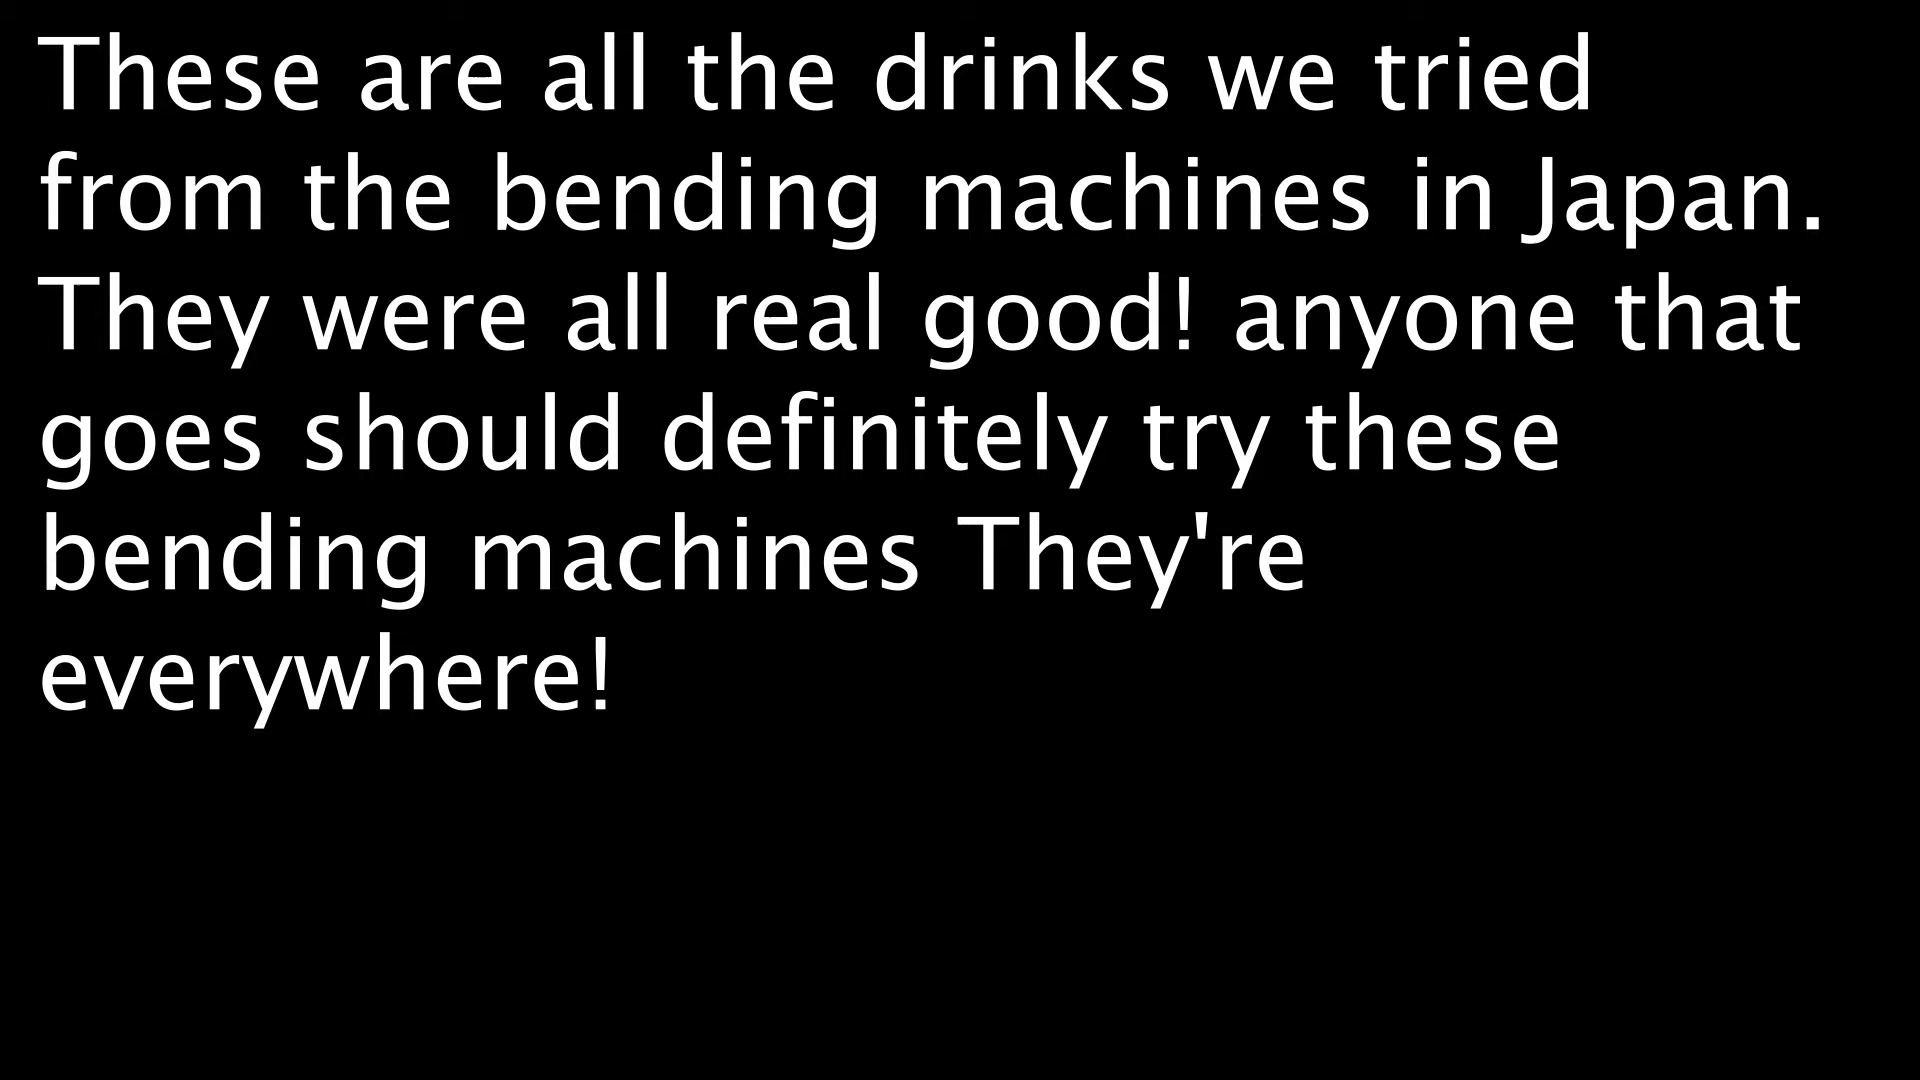 These are all the drinks we tried
from the bending machines in Japan.
They were all real good! anyone that
goes should definitely try these
bending machines They're
everywhere!